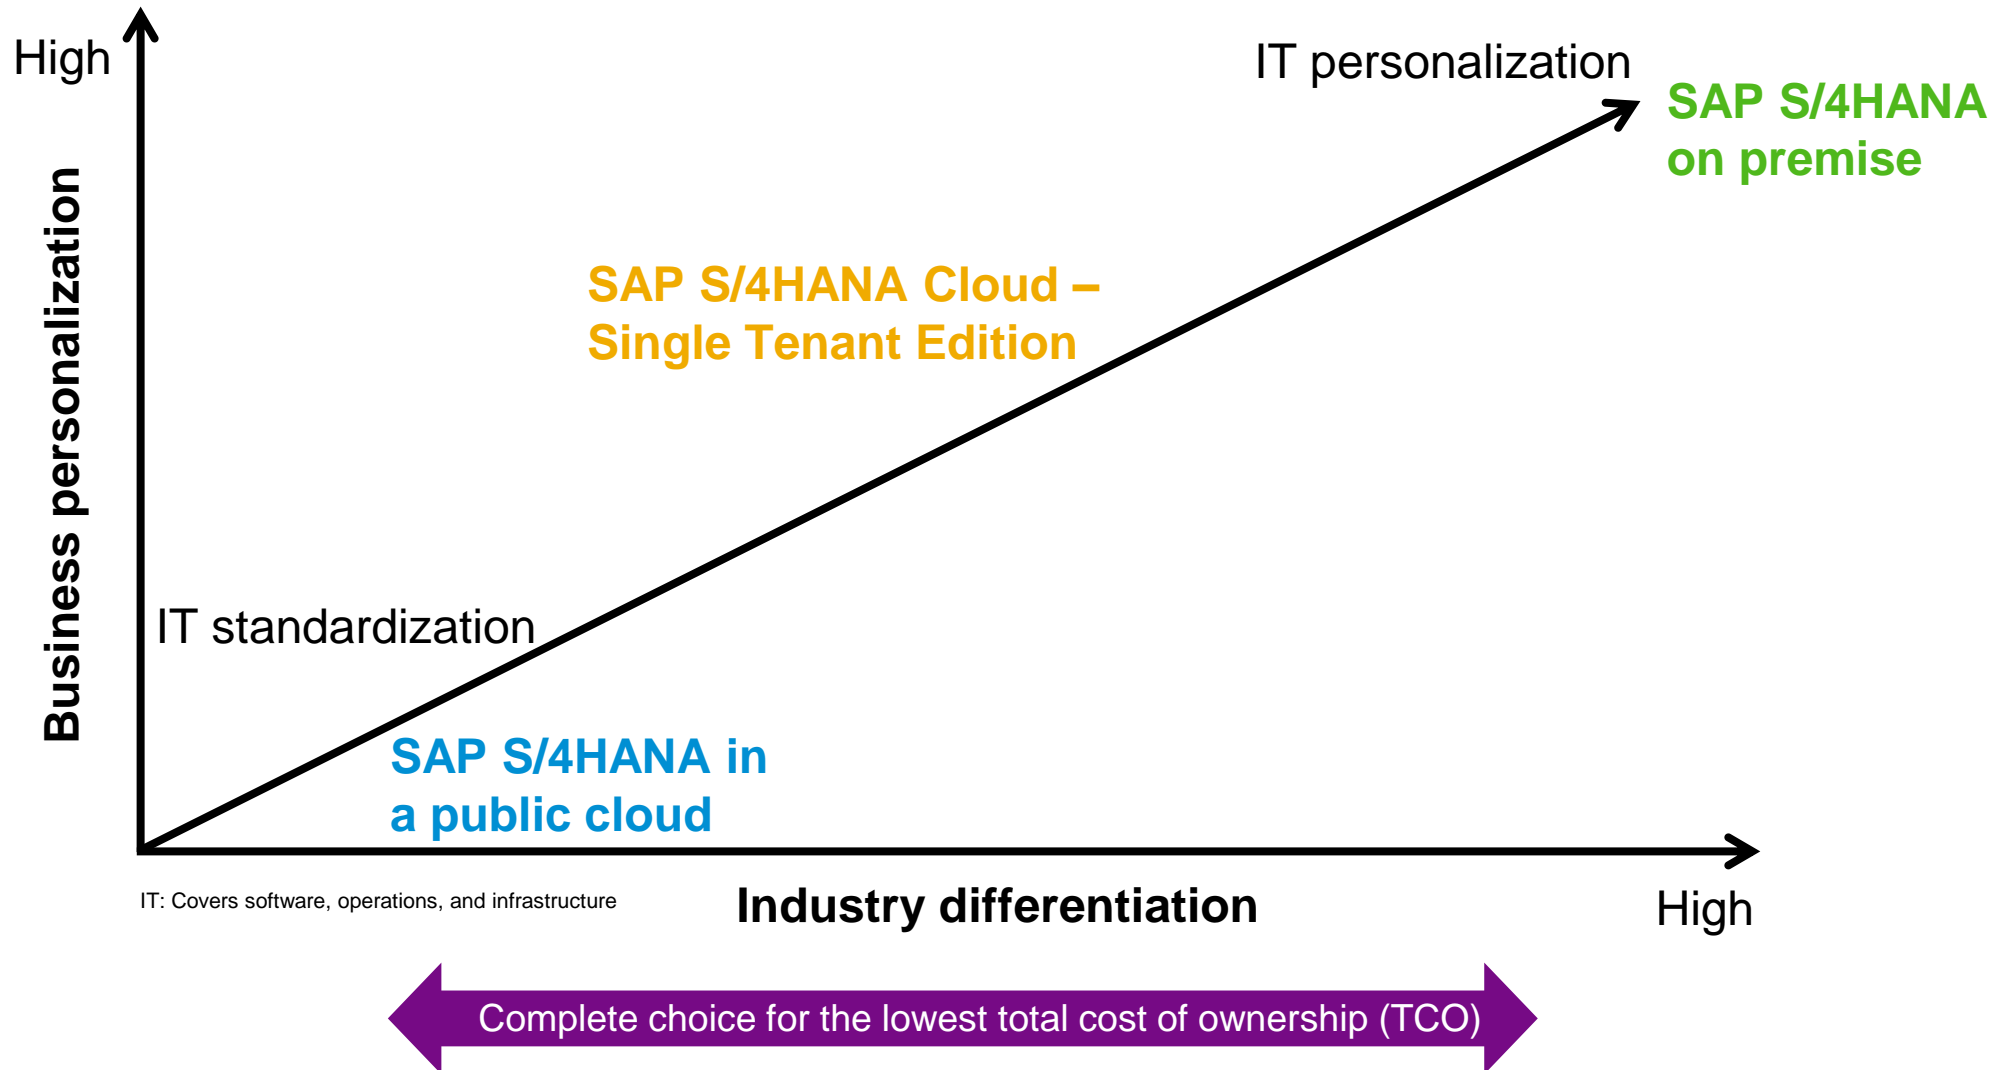 High
IT personalization
SAP S/4HANA
on premise
Business personalization
SAP S/4HANA Cloud –
Single Tenant Edition
IT standardization
SAP S/4HANA in
a public cloud
IT: Covers software, operations, and infrastructure
Industry differentiation
High
Complete choice for the lowest total cost of ownership (TCO)